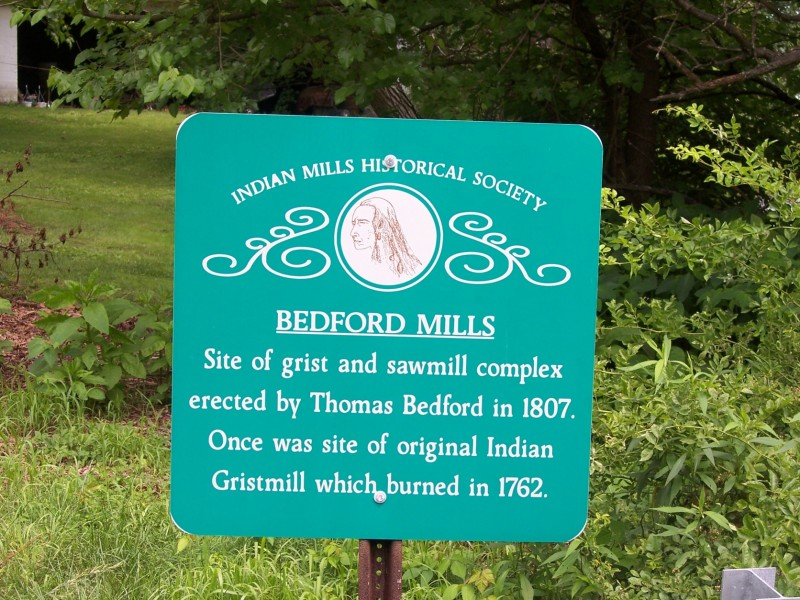 INDIAN MILLS HISTORICAL SOCIETY
BEDFORD MILLS
Site of grist and sawmill complex
erected by Thomas Bedford in 1807.
Once was site of original Indian
Gristmill which burned in 1762.